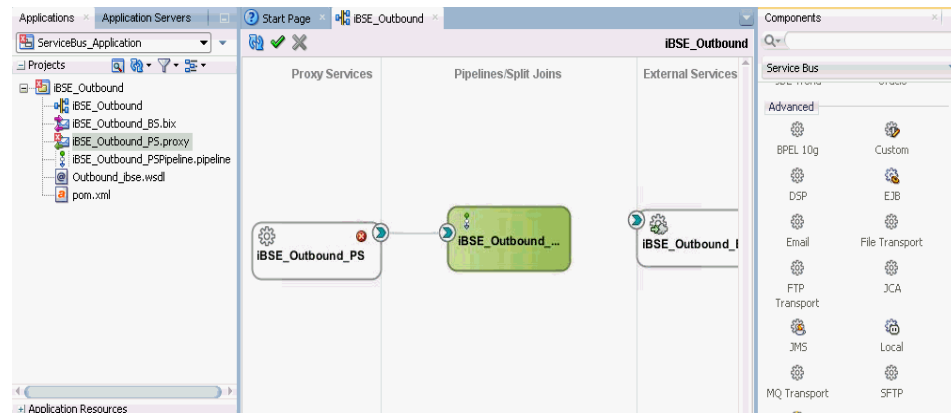 Applications
Application Servers
Start Page
iBSE_Outbound
ServiceBus_Application
Projects
iBSE_Outbound
iBSE_Outbound
iBSE_Outbound_BS.bix
iBSE_Outbound_PS.proxy
iBSE_Outbound_PSPipeline.pipeline
Outbound_ibse.wsdl
pom.xml
Application Resources
iBSE_Outbound
Proxy Services
Pipelines/Split Joins
External Services
iBSE_Outbound_PS
iBSE_Outbound_...
iBSE_Outbound_
Components
Service Bus
Advanced
BPEL 10g
Custom
DSP
EJB
Email
File Transport
FTP Transport
JCA
JMS
Local
MQ Transport
SFTP